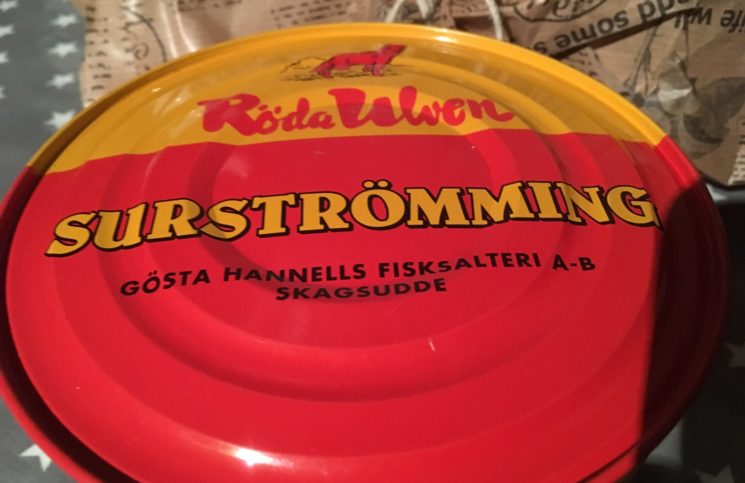 Röda Ulven
SURSTRÖMMING
GÖSTA HANNELLS FISKSALTERI A-B
SKAGSUDDE